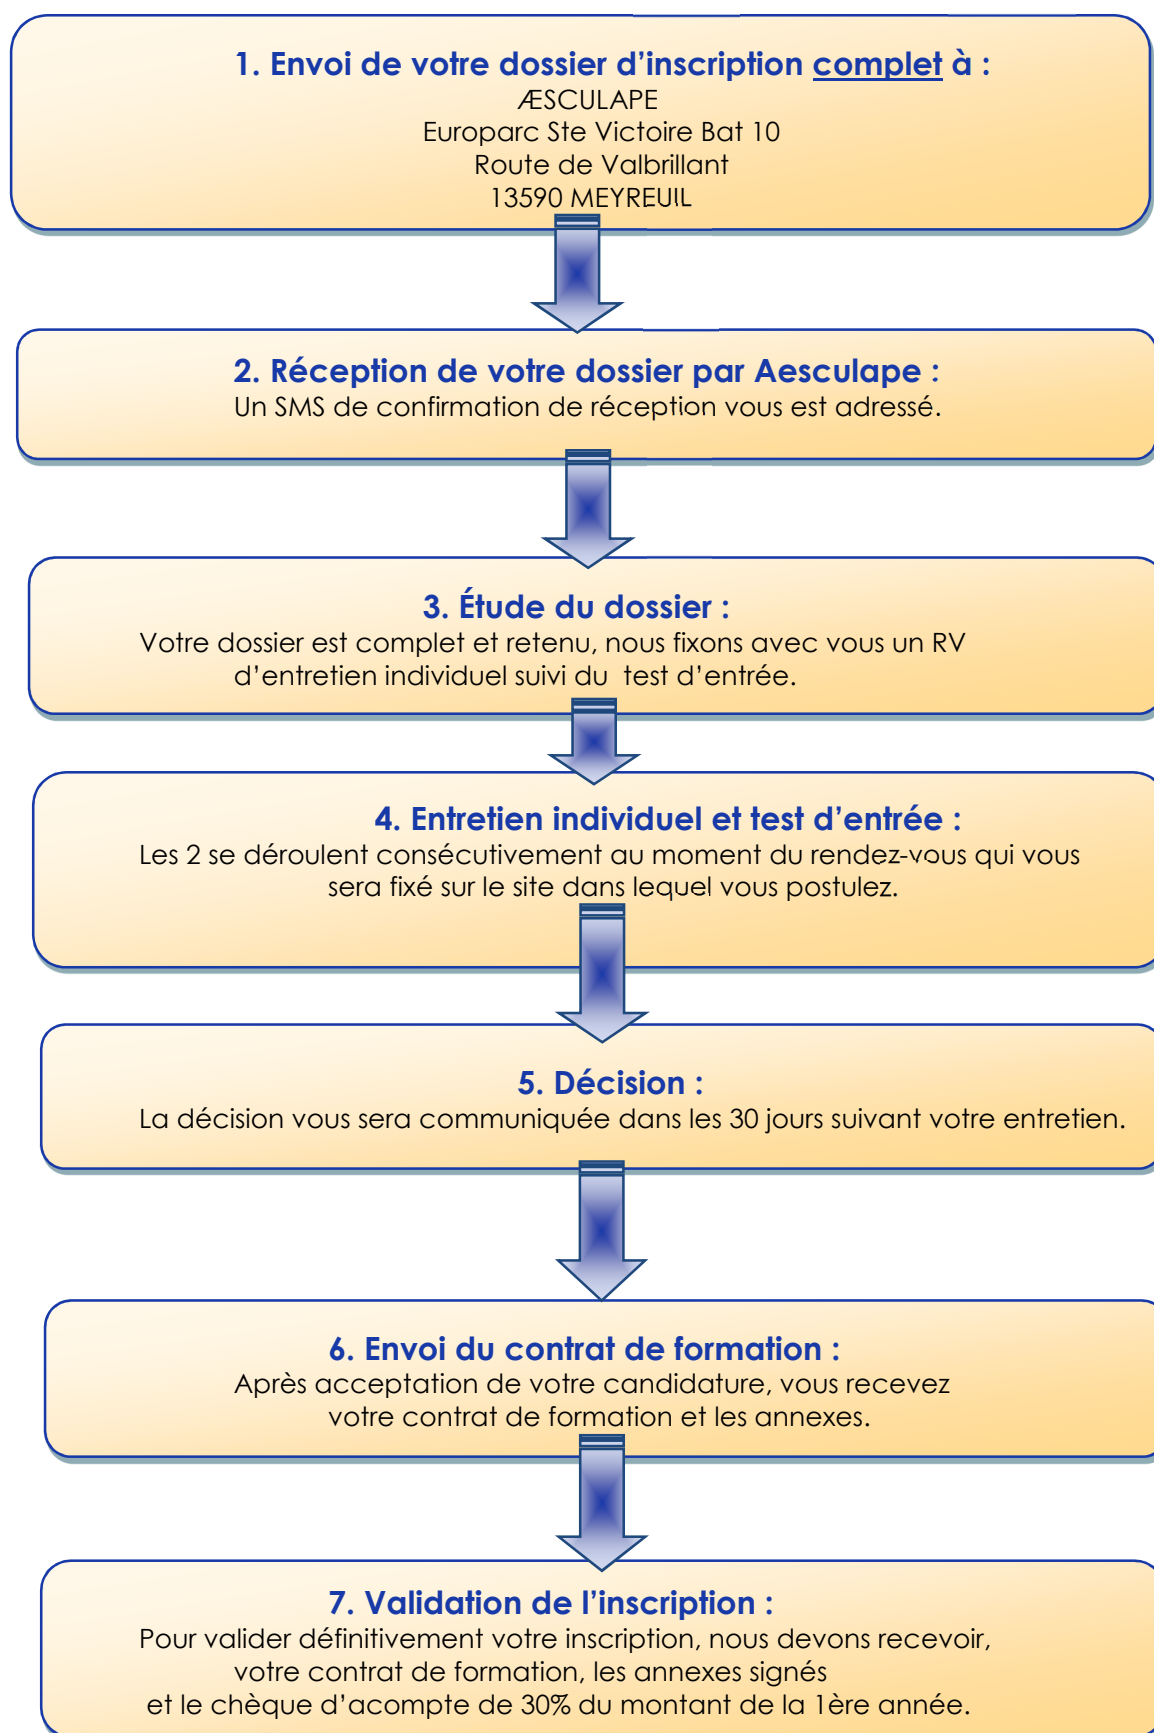 1. Envoi de votre dossier d’inscription complet à :
ÆSCULAPE
Europarc Ste Victoire Bat 10
Route de Valbrillant
13590 MEYREUIL
2. Réception de votre dossier par Aesculape :
Un SMS de confirmation de réception vous est adressé.
3. Étude du dossier :
Votre dossier est complet et retenu, nous fixons avec vous un RV
d’entretien individuel suivi du test d’entrée.
4. Entretien individuel et test d’entrée :
Les 2 se déroulent consécutivement au moment du rendez-vous qui vous
sera fixé sur le site dans lequel vous postulez.
5. Décision :
La décision vous sera communiquée dans les 30 jours suivant votre entretien.
6. Envoi du contrat de formation :
Après acceptation de votre candidature, vous recevez
votre contrat de formation et les annexes.
7. Validation de l’inscription :
Pour valider définitivement votre inscription, nous devons recevoir,
votre contrat de formation, les annexes signés
et le chèque d’acompte de 30% du montant de la 1ère année.